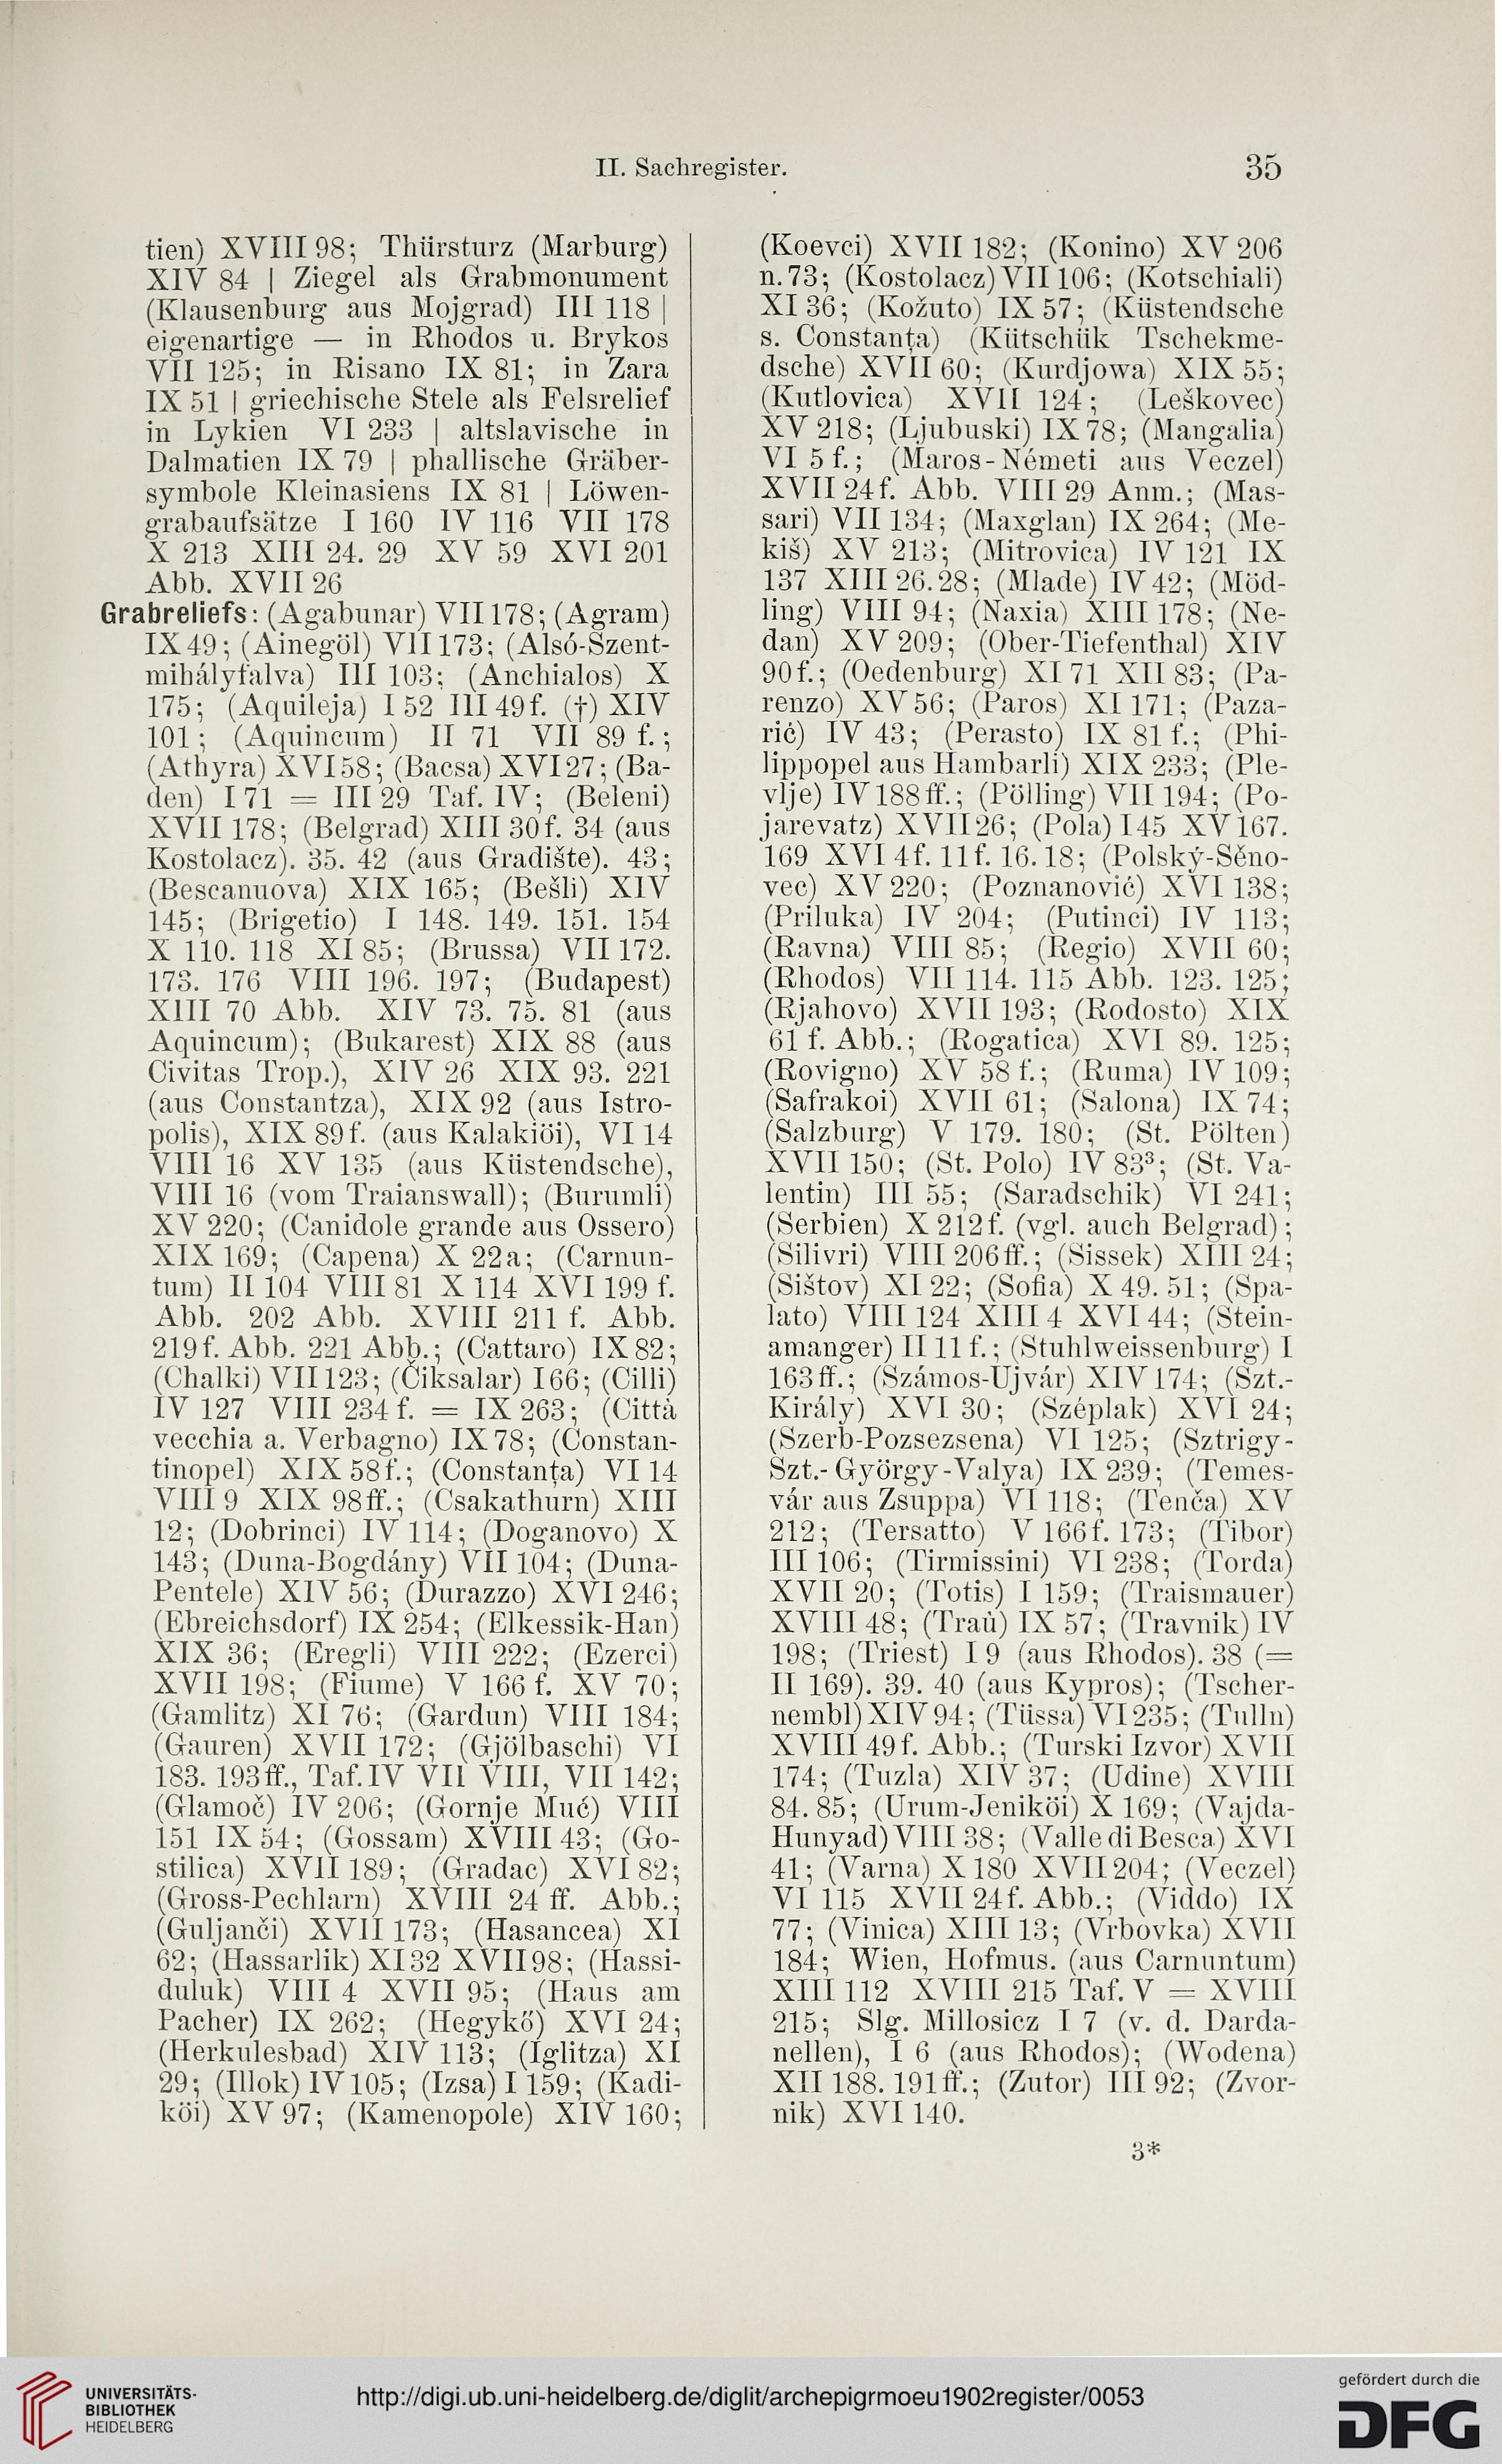 II. Sachregister.
35
tien) XVIII 98; Thürsturz (Marburg)
XIV 84 | Ziegel als Grabmonument
(Klausenburg aus Mojgrad) III 118 |
eigenartige — in Rhodos u. Brykos
VII 125; in Risano IX 81; in Zara
IX 51 | griechische Stele als Felsrelief
in Lykien VI 233 | altslavische in
Dalmatien IX 79 | phallische Gräber-
symbole Kleinasiens IX 81 | Löwen-
grabaufsätze I 160 IV 116 VII 178
X 213 XIII 24. 29 XV 59 XVI 201
Abb. XVII 26
Grabreliefs: (Agabunar) VII 178; (Agram)
IX 49; (Ainegöl) VII 173; (Alsó-Szent-
mihályfalva) III 103; (Anchialos) X
175; (Aquileja) I 52 III 49 f. (†) XIV
101; (Aquincum) II 71 VII 89 f.;
(Athyra) XVI 58; (Bacsa) XVI 27; (Ba-
den) I 71 = III 29 Taf. IV; (Beleni)
XVII 178; (Belgrad) XIII 30 f. 34 (aus
Kostolacz). 35. 42 (aus Gradište). 43;
(Bescanuova) XIX 165; (Bešli) XIV
145; (Brigetio) I 148. 149. 151. 154
X 110. 118 XI 85; (Brussa) VII 172.
173. 176 VIII 196. 197; (Budapest)
XIII 70 Abb. XIV 73. 75. 81 (aus
Aquincum); (Bukarest) XIX 88 (aus
Civitas Trop.), XIV 26 XIX 93. 221
(aus Constantza), XIX 92 (aus Istro-
polis), XIX 89 f. (aus Kalakiöi), VI 14
VIII 16 XV 135 (aus Küstendsche),
VIII 16 (vom Traianswall); (Burumli)
XV 220; (Canidole grande aus Ossero)
XIX 169; (Capena) X 22a; (Carnun-
tum) II 104 VIII 81 X 114 XVI 199 f.
Abb. 202 Abb. XVIII 211 f. Abb.
219 f. Abb. 221 Abb.; (Cattaro) IX 82;
(Chalki) VII 123; (Čiksalar) I 66; (Cilli)
IV 127 VIII 234 f. = IX 263; (Città
vecchia a. Verbagno) IX 78; (Constan-
tinopel) XIX 58 f.; (Constanţa) VI 14
VIII 9 XIX 98 ff.; (Csakathurn) XIII
12; (Dobrinci) IV 114; (Doganovo) X
143; (Duna-Bogdány) VII 104; (Duna-
Pentele) XIV 56; (Durazzo) XVI 246;
(Ebreichsdorf) IX 254; (Elkessik-Han)
XIX 36; (Eregli) VIII 222; (Ezerci)
XVII 198; (Fiume) V 166 f. XV 70;
(Gamlitz) XI 76; (Gardun) VIII 184;
(Gauren) XVII 172; (Gjölbaschi) VI
183. 193 ff., Taf. IV VII VIII, VII 142;
(Glamoč) IV 206; (Gornje Muć) VIII
151 IX 54; (Gossam) XVIII 43; (Go-
stilica) XVII 189; (Gradac) XVI 82;
(Gross-Pechlarn) XVIII 24 ff. Abb.;
(Guljanči) XVII 173; (Hasancea) XI
62; (Hassarlik) XI 32 XVII 98; (Hassi-
duluk) VIII 4 XVII 95; (Haus am
Pacher) IX 262; (Hegykő) XVI 24;
(Herkulesbad) XIV 113; (Iglitza) XI
29; (Illok) IV 105; (Izsa) I 159; (Kadi-
köi) XV 97; (Kamenopole) XIV 160;
(Koevci) XVII 182; (Konino) XV 206
n. 73; (Kostolacz) VII 106; (Kotschiali)
XI 36; (Kožuto) IX 57; (Küstendsche
s. Constanţa) (Kütschük Tschekme-
dsche) XVII 60; (Kurdjowa) XIX 55;
(Kutlovica) XVII 124; (Leškovec)
XV 218; (Ljubuski) IX 78; (Mangalia)
VI 5 f.; (Maros-Németi aus Veczel)
XVII 24 f. Abb. VIII 29 Anm.; (Mas-
sari) VII 134; (Maxglan) IX 264; (Me-
kiš) XV 213; (Mitrovica) IV 121 IX
137 XIII 26. 28; (Mlade) IV 42; (Möd-
ling) VIII 94; (Naxia) XIII 178; (Ne-
dan) XV 209; (Ober-Tiefenthal) XIV
90 f.; (Oedenburg) XI 71 XII 83; (Pa-
renzo) XV 56; (Paros) XI 171; (Paza-
rić) IV 43; (Perasto) IX 81 f.; (Phi-
lippopel aus Hambarli) XIX 233; (Ple-
vlje) IV 188 ff.; (Pölling) VII 194; (Po-
jarevatz) XVII 26; (Pola) I 45 XV 167.
169 XVI 4 f. 11 f. 16. 18; (Polský-Sěno-
vec) XV 220; (Poznanović) XVI 138;
(Priluka) IV 204; (Putinci) IV 113;
(Ravna) VIII 85; (Regio) XVII 60;
(Rhodos) VII 114. 115 Abb. 123. 125;
(Rjahovo) XVII 193; (Rodosto) XIX
61 f. Abb.; (Rogatica) XVI 89. 125;
(Rovigno) XV 58 f.; (Ruma) IV 109;
(Safrakoi) XVII 61; (Salona) IX 74;
(Salzburg) V 179. 180; (St. Pölten)
XVII 150; (St. Polo) IV 83³; (St. Va-
lentin) III 55; (Saradschik) VI 241;
(Serbien) X 212 f. (vgl. auch Belgrad);
(Silivri) VIII 206 ff.; (Sissek) XIII 24;
(Sištov) XI 22; (Sofia) X 49. 51; (Spa-
lato) VIII 124 XIII 4 XVI 44; (Stein-
amanger) II 11 f.; (Stuhlweissenburg) I
163 ff.; (Számos-Ujvár) XIV 174; (Szt.-
Király) XVI 30; (Széplak) XVI 24;
(Szerb-Pozsezsena) VI 125; (Sztrigy-
Szt.-György-Valya) IX 239; (Temes-
vár aus Zsuppa) VI 118; (Tenča) XV
212; (Tersatto) V 166 f. 173; (Tibor)
III 106; (Tirmissini) VI 238; (Torda)
XVII 20; (Totis) I 159; (Traismauer)
XVIII 48; (Traù) IX 57; (Travnik) IV
198; (Triest) I 9 (aus Rhodos). 38 (=
II 169). 39. 40 (aus Kypros); (Tscher-
nembl) XIV 94; (Tüssa) VI 235; (Tulln)
XVIII 49 f. Abb.; (Turski Izvor) XVII
174; (Tuzla) XIV 37; (Udine) XVIII
84. 85; (Urum-Jeniköi) X 169; (Vajda-
Hunyad) VIII 38; (Valle di Besca) XVI
41; (Varna) X 180 XVII 204; (Veczel)
VI 115 XVII 24 f. Abb.; (Viddo) IX
77; (Vinica) XIII 13; (Vrbovka) XVII
184; Wien, Hofmus. (aus Carnuntum)
XIII 112 XVIII 215 Taf. V = XVIII
215; Slg. Millosicz I 7 (v. d. Darda-
nellen), I 6 (aus Rhodos); (Wodena)
XII 188. 191 ff.; (Zutor) III 92; (Zvor-
nik) XVI 140.
3*
UNIVERSITÄTS-
BIBLIOTHEK
HEIDELBERG
http://digi.ub.uni-heidelberg.de/diglit/archepigrmoeu1902register/0053
gefördert durch die
DFG